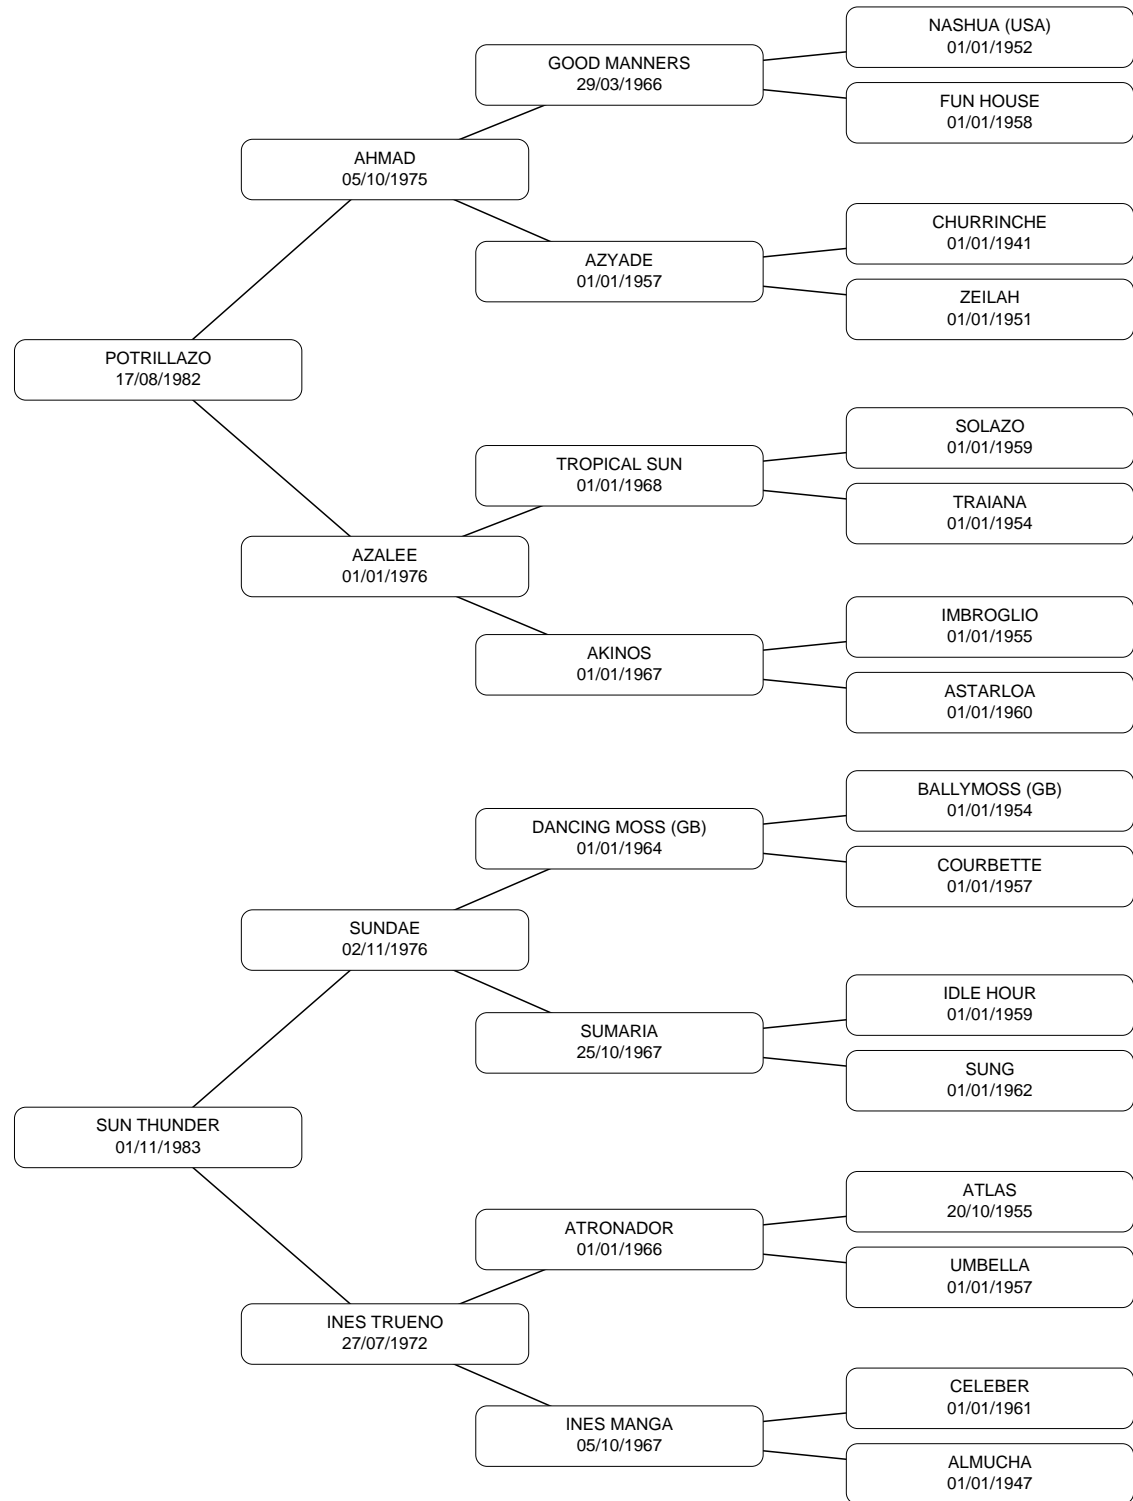 NASHUA (USA)
01/01/1952
GOOD MANNERS
29/03/1966
FUN HOUSE
01/01/1958
AHMAD
05/10/1975
CHURRINCHE
01/01/1941
AZYADE
01/01/1957
ZEILAH
01/01/1951
POTRILLAZO
17/08/1982
SOLAZO
01/01/1959
TROPICAL SUN
01/01/1968
TRAIANA
01/01/1954
AZALEE
01/01/1976
IMBROGLIO
01/01/1955
AKINOS
01/01/1967
ASTARLOA
01/01/1960
BALLYMOSS (GB)
01/01/1954
DANCING MOSS (GB)
01/01/1964
COURBETTE
01/01/1957
SUNDAE
02/11/1976
IDLE HOUR
01/01/1959
SUMARIA
25/10/1967
SUNG
01/01/1962
SUN THUNDER
01/11/1983
ATLAS
20/10/1955
ATRONADOR
01/01/1966
UMBELLA
01/01/1957
INES TRUENO
27/07/1972
CELEBER
01/01/1961
INES MANGA
05/10/1967
ALMUCHA
01/01/1947